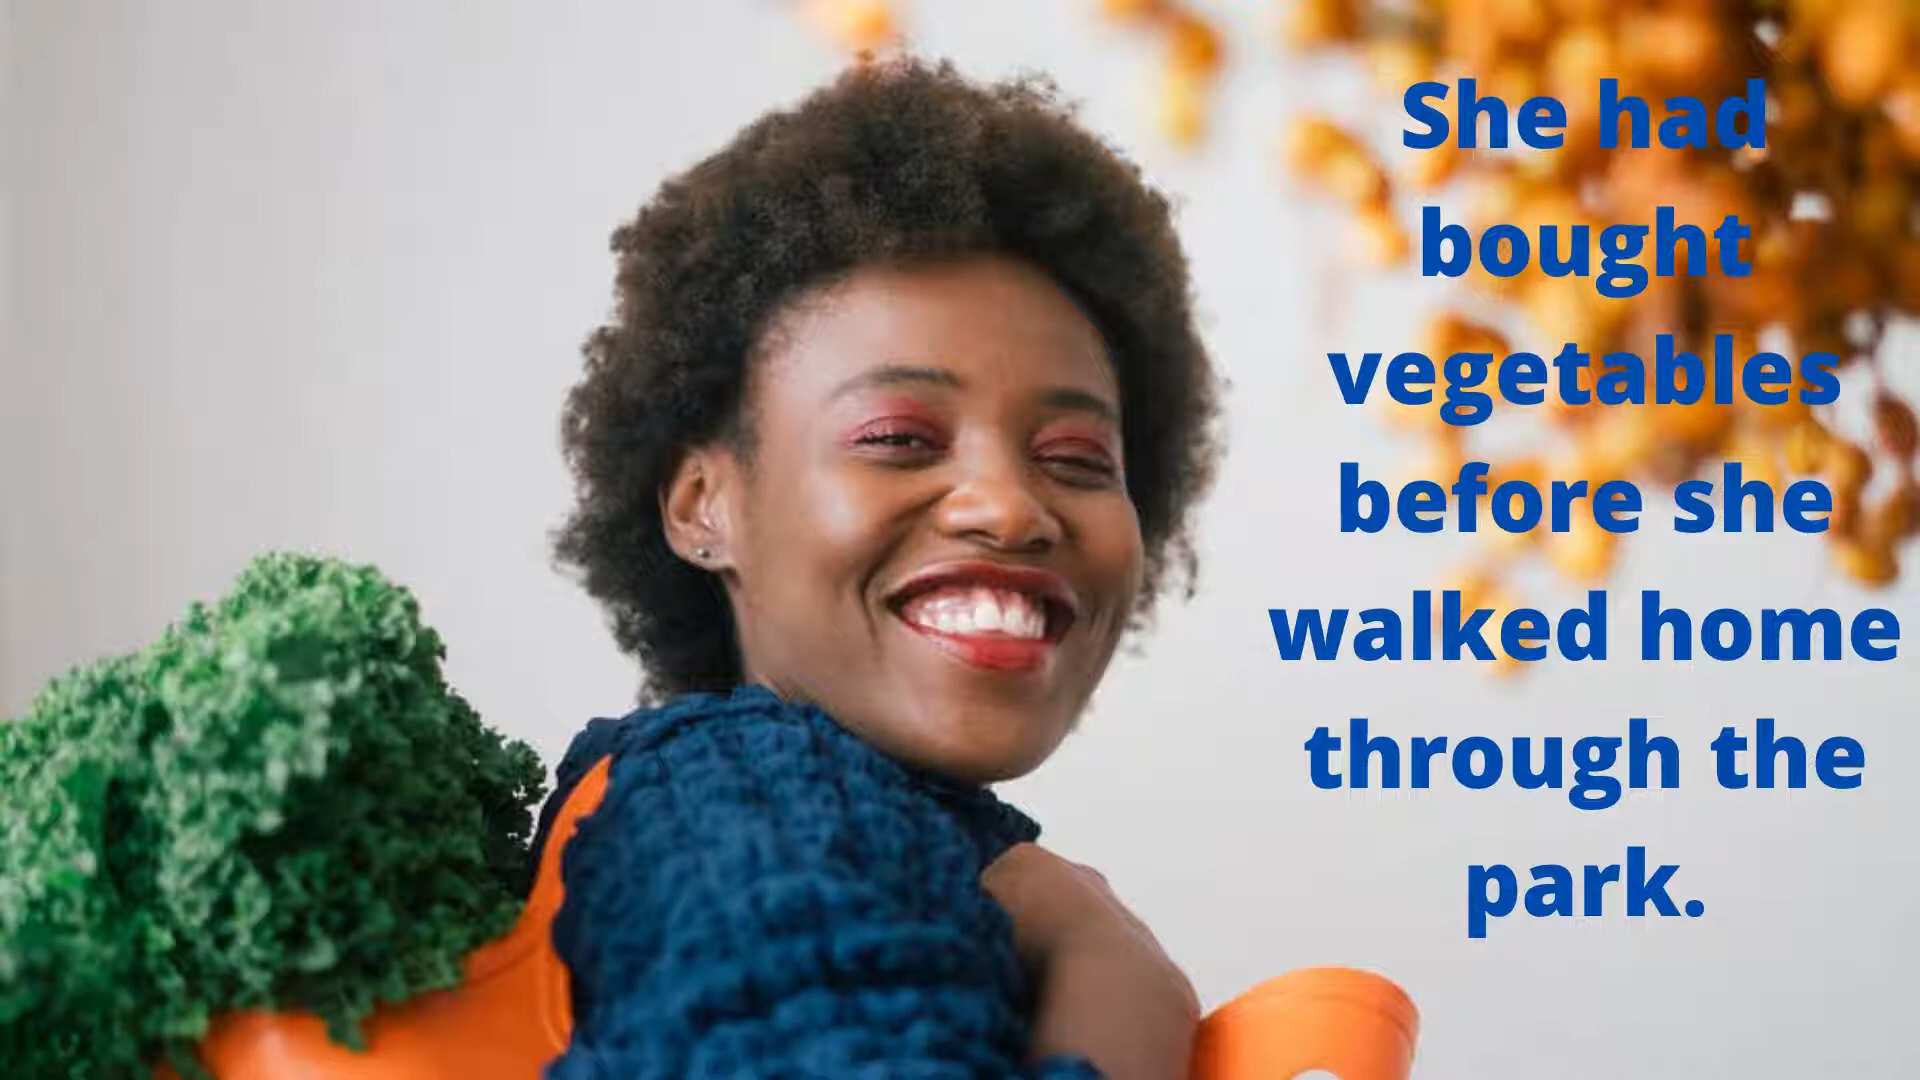 She had
bought
vegetables
before she
walked home
through the
park.